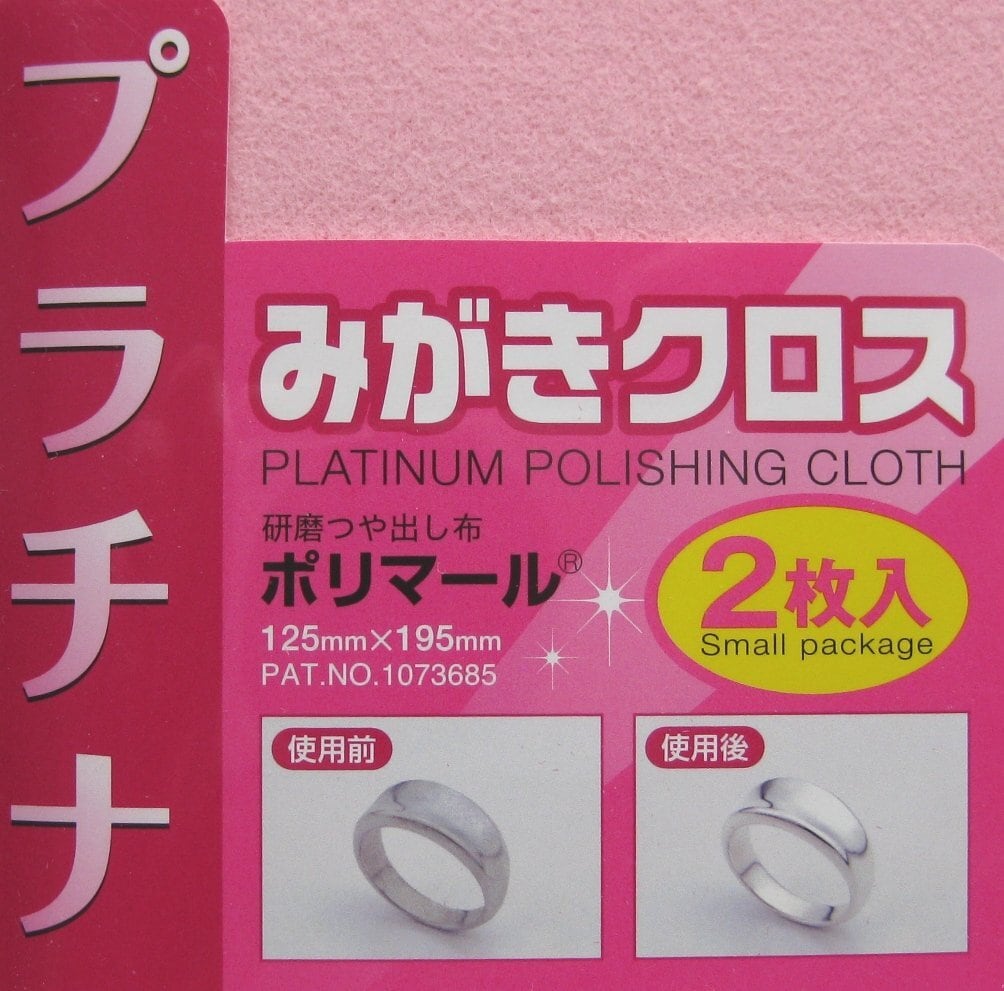 プラチナ
みがきクロス
PLATINUM POLISHING CLOTH
研磨つや出し布
ポリマール®
125mm×195mm
PAT.NO.1073685
2枚入
Small package
使用前
使用後